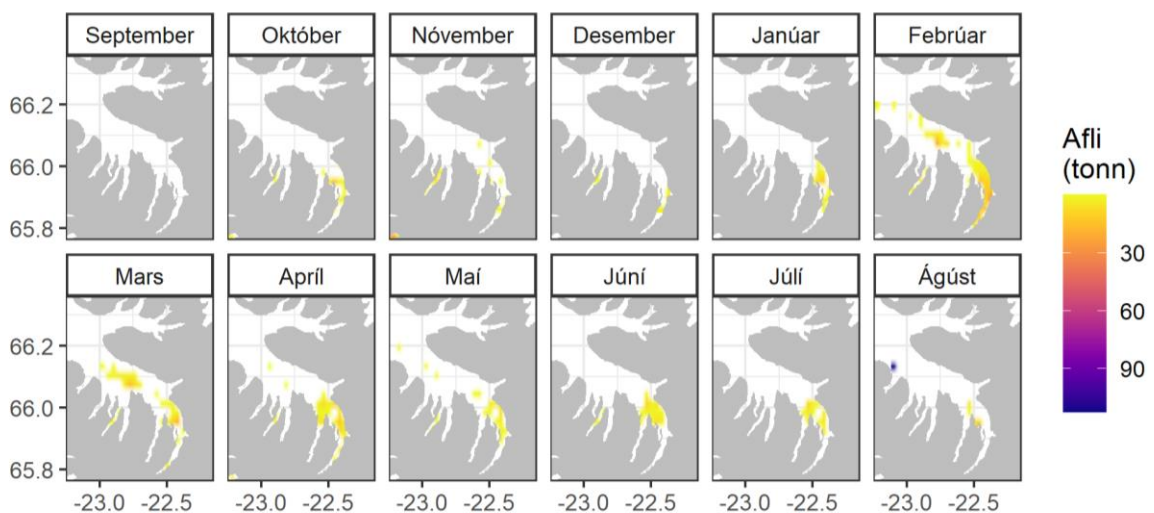 September Október Nóvember Desember Janúar Febrúar
66.2
66.0
65.8
Mars Apríl Maí Júní Júlí Ágúst
66.2
66.0
65.8
-23.0 -22.5 -23.0 -22.5 -23.0 -22.5 -23.0 -22.5 -23.0 -22.5 -23.0 -22.5
Afli
(tonn)
30
60
90